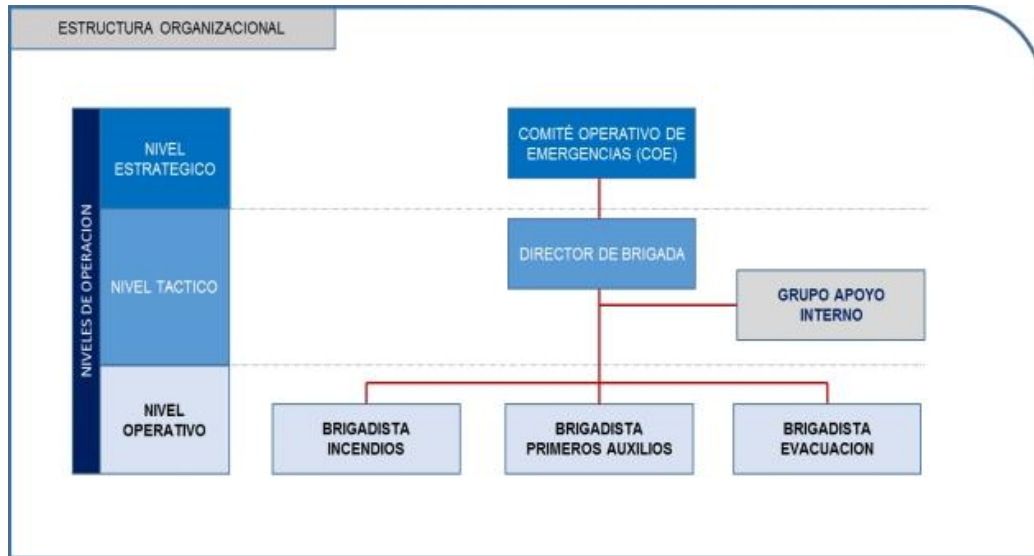 ESTRUCTURA ORGANIZACIONAL
NIVELES DE OPERACION
NIVEL
ESTRATEGICO
COMITÉ OPERATIVO DE
EMERGENCIAS (COE)
NIVEL TACTICO
DIRECTOR DE BRIGADA
GRUPO APOYO
INTERNO
NIVEL
OPERATIVO
BRIGADISTA
INCENDIOS
BRIGADISTA
PRIMEROS AUXILIOS
BRIGADISTA
EVACUACION